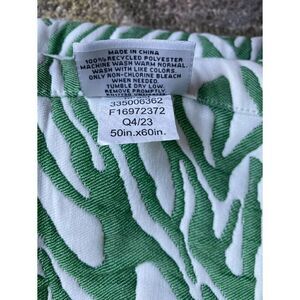 MADE IN CHINA
100% RECYCLED POLYESTER
MACHINE WASH WARM NORMAL.
WASH WITH LIKE COLORS.
ONLY NON-CHLORINE BLEACH
WHEN NEEDED.
TUMBLE DRY LOW.
REMOVE PROMPTLY.
335006362
F16972372
Q4/23
50in.x60in.